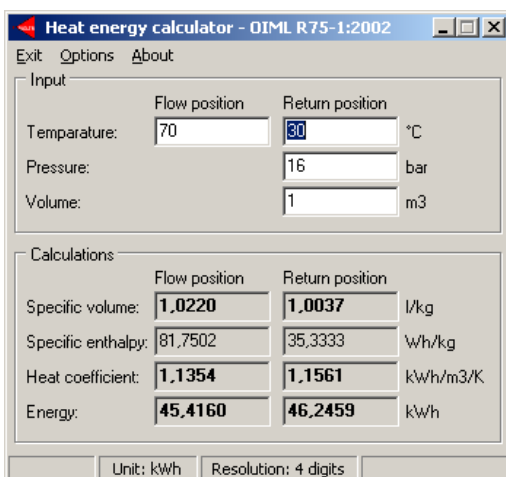 Heat energy calculator - OIML R75-1:2002
Exit Options About
Input
Flow position Return position
Temparature: 70 30 °C
Pressure: 16 bar
Volume: 1 m3
Calculations
Flow position Return position
Specific volume: 1,0220 1,0037 l/kg
Specific enthalpy: 81,7502 35,3333 Wh/kg
Heat coefficient: 1,1354 1,1561 kWh/m3/K
Energy: 45,4160 46,2459 kWh
Unit: kWh Resolution: 4 digits